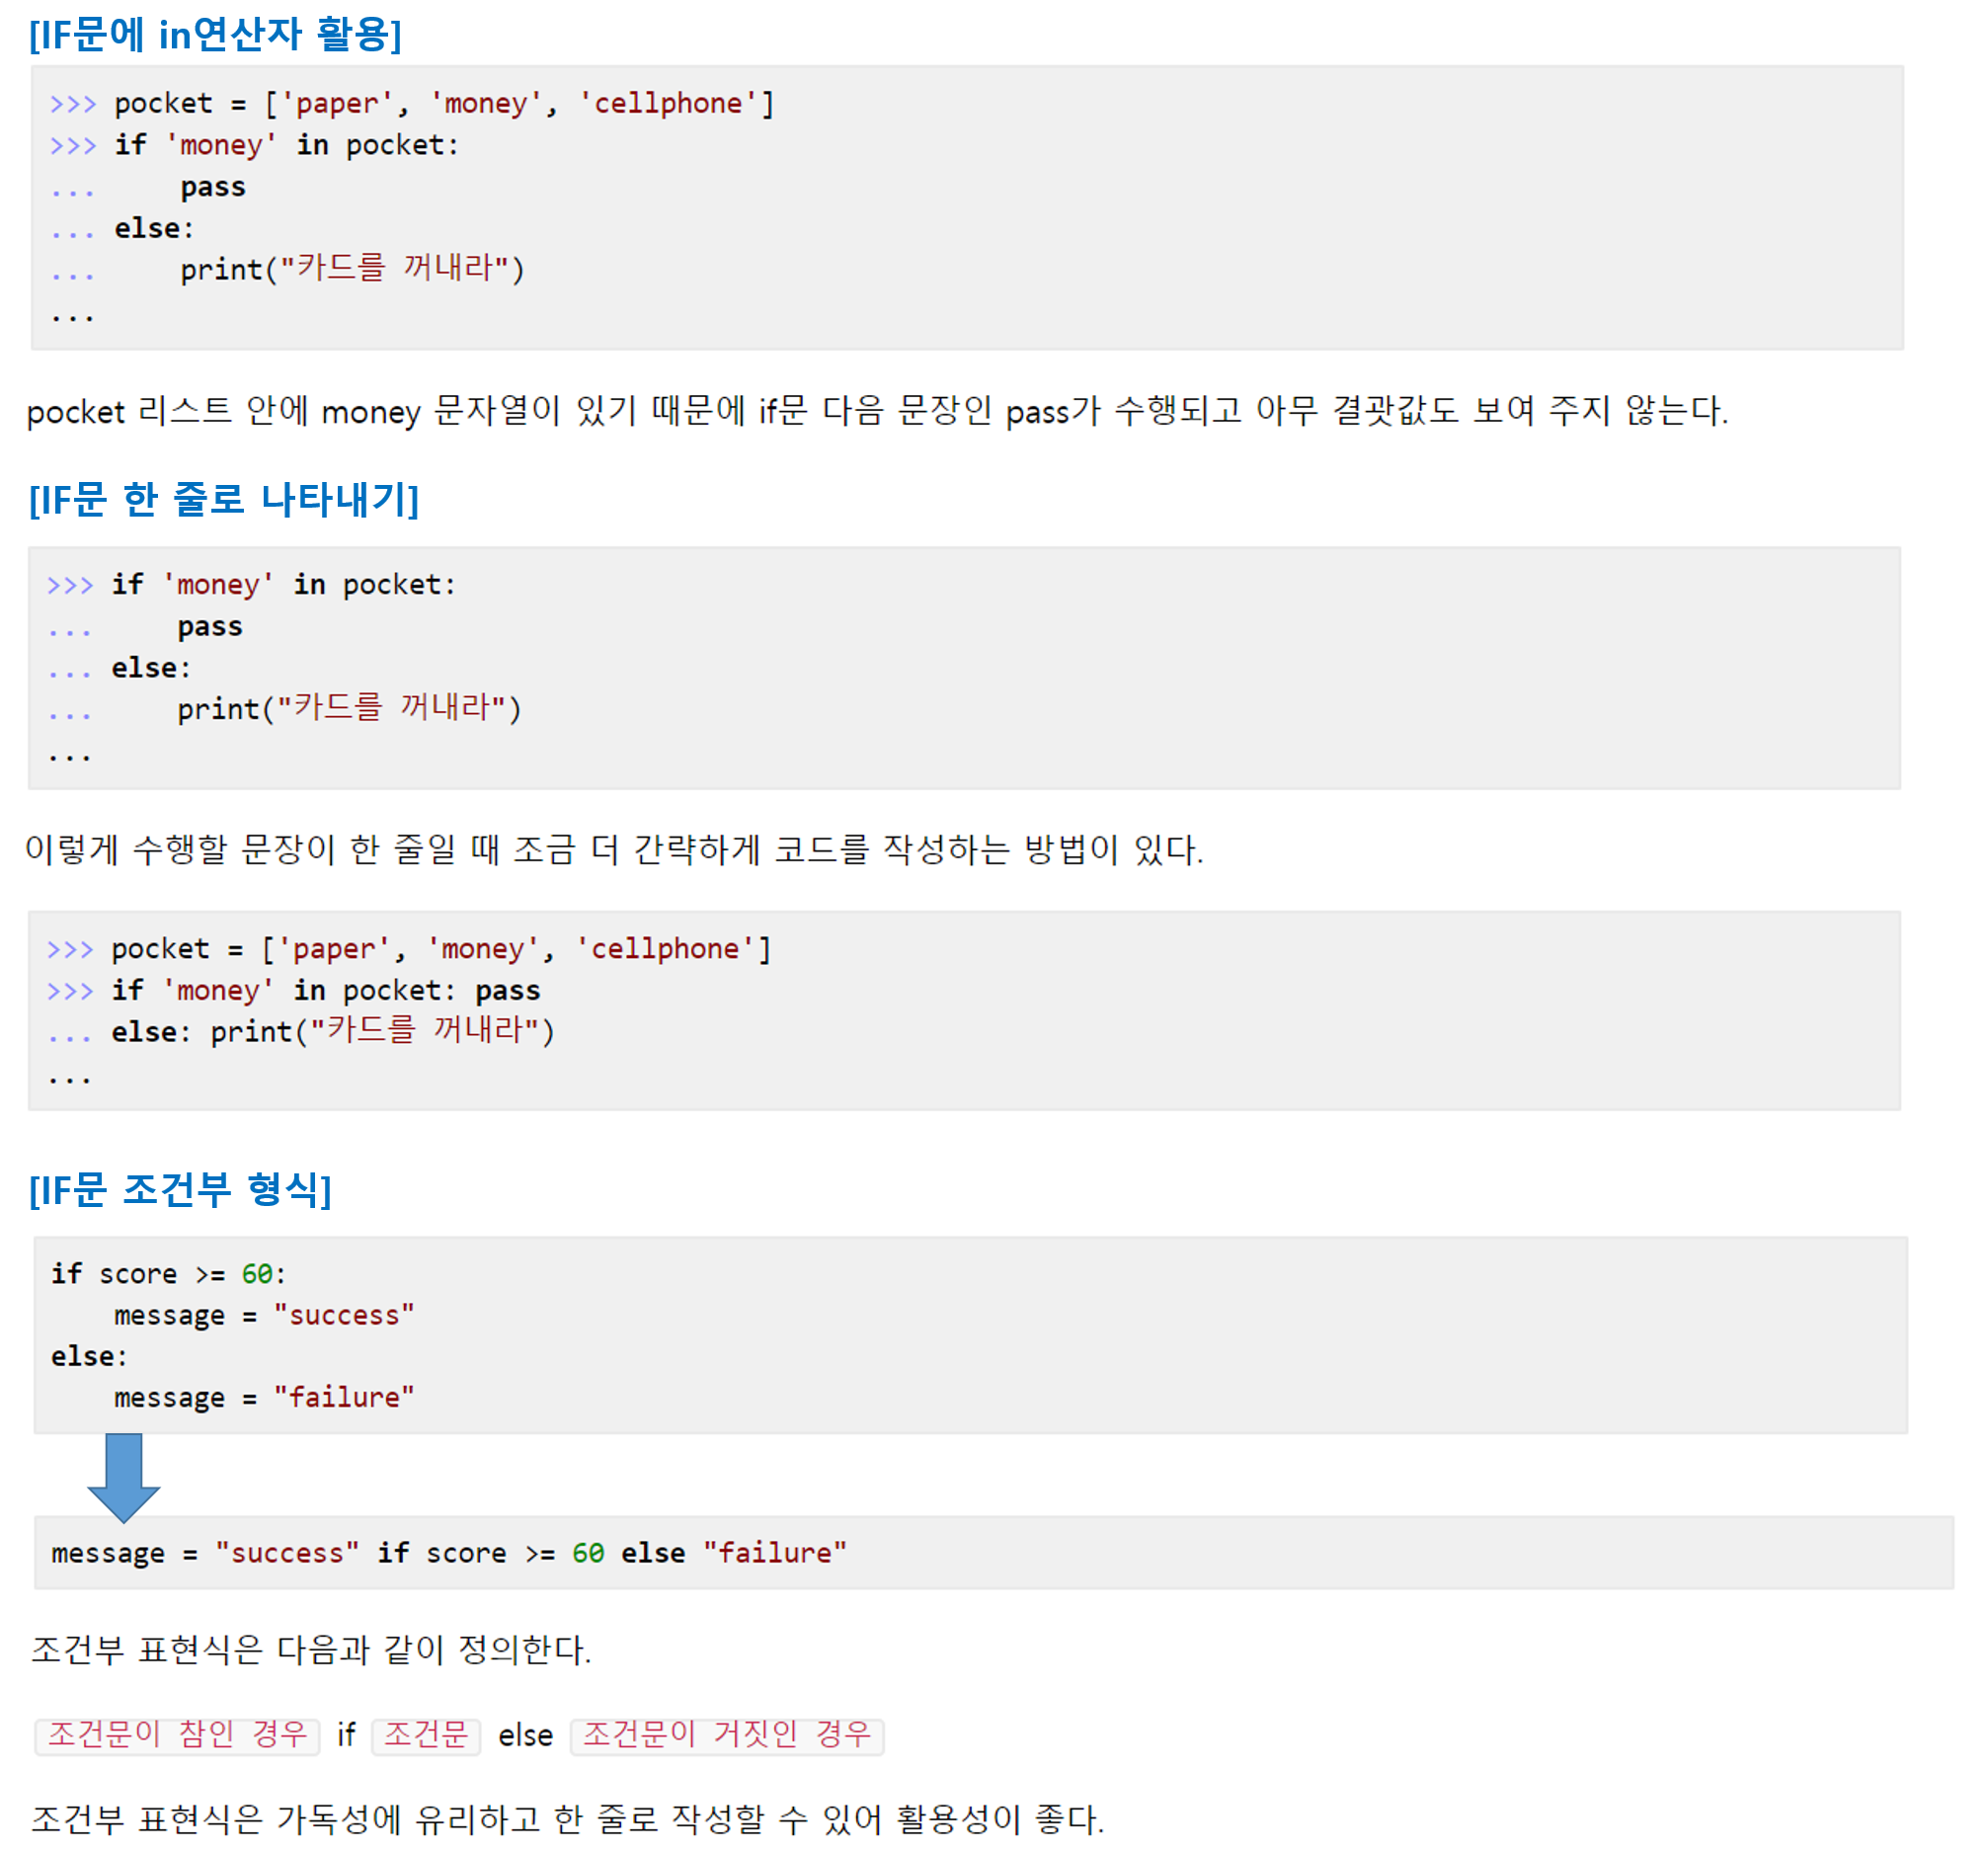 [IF문에 in연산자 활용]
>>> pocket = ['paper', 'money', 'cellphone']
>>> if 'money' in pocket:
...     pass
... else:
...     print("카드를 꺼내라")
...
pocket 리스트 안에 money 문자열이 있기 때문에 if문 다음 문장인 pass가 수행되고 아무 결괏값도 보여 주지 않는다.
[IF문 한 줄로 나타내기]
>>> if 'money' in pocket:
...     pass
... else:
...     print("카드를 꺼내라")
...
이렇게 수행할 문장이 한 줄일 때 조금 더 간략하게 코드를 작성하는 방법이 있다.
>>> pocket = ['paper', 'money', 'cellphone']
>>> if 'money' in pocket: pass
... else: print("카드를 꺼내라")
...
[IF문 조건부 형식]
if score >= 60:
    message = "success"
else:
    message = "failure"
message = "success" if score >= 60 else "failure"
조건부 표현식은 다음과 같이 정의한다.
조건문이 참인 경우 if 조건문 else 조건문이 거짓인 경우
조건부 표현식은 가독성에 유리하고 한 줄로 작성할 수 있어 활용성이 좋다.